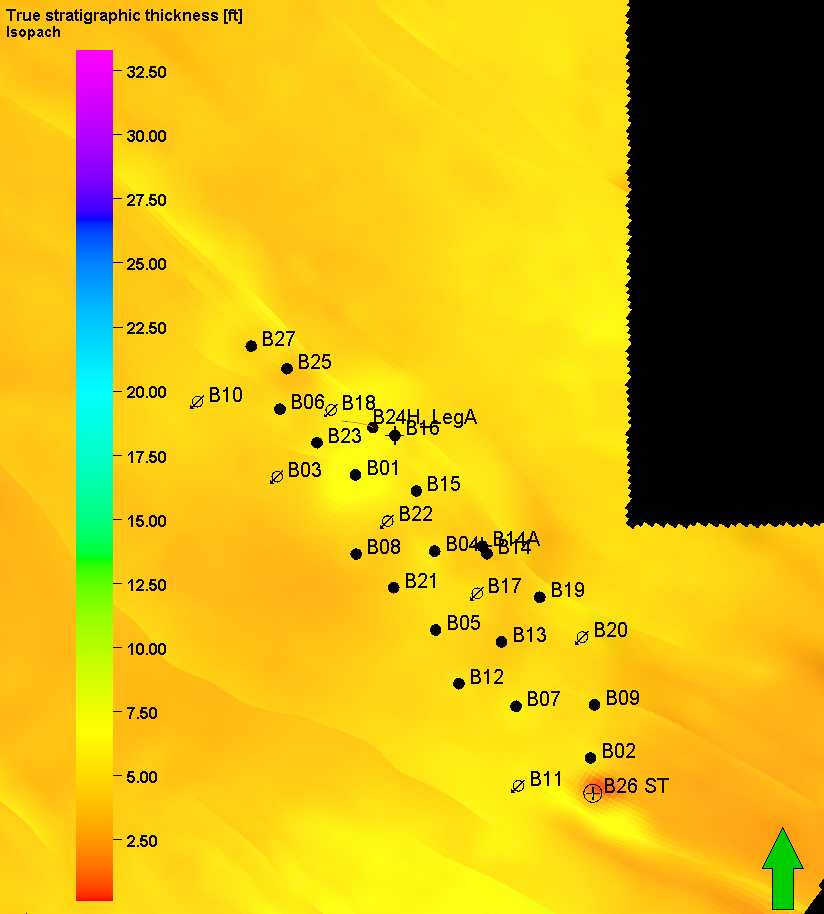 True stratigraphic thickness [ft]
Isopach
32.50
30.00
27.50
25.00
22.50
20.00
17.50
15.00
12.50
10.00
7.50
5.00
2.50
B27
B25
B10
B06
B18
B24H_LegA
B16
B23
B03
B01
B15
B22
B08
B04
B14A
B14
B21
B17
B19
B05
B13
B20
B12
B07
B09
B02
B11
B26 ST